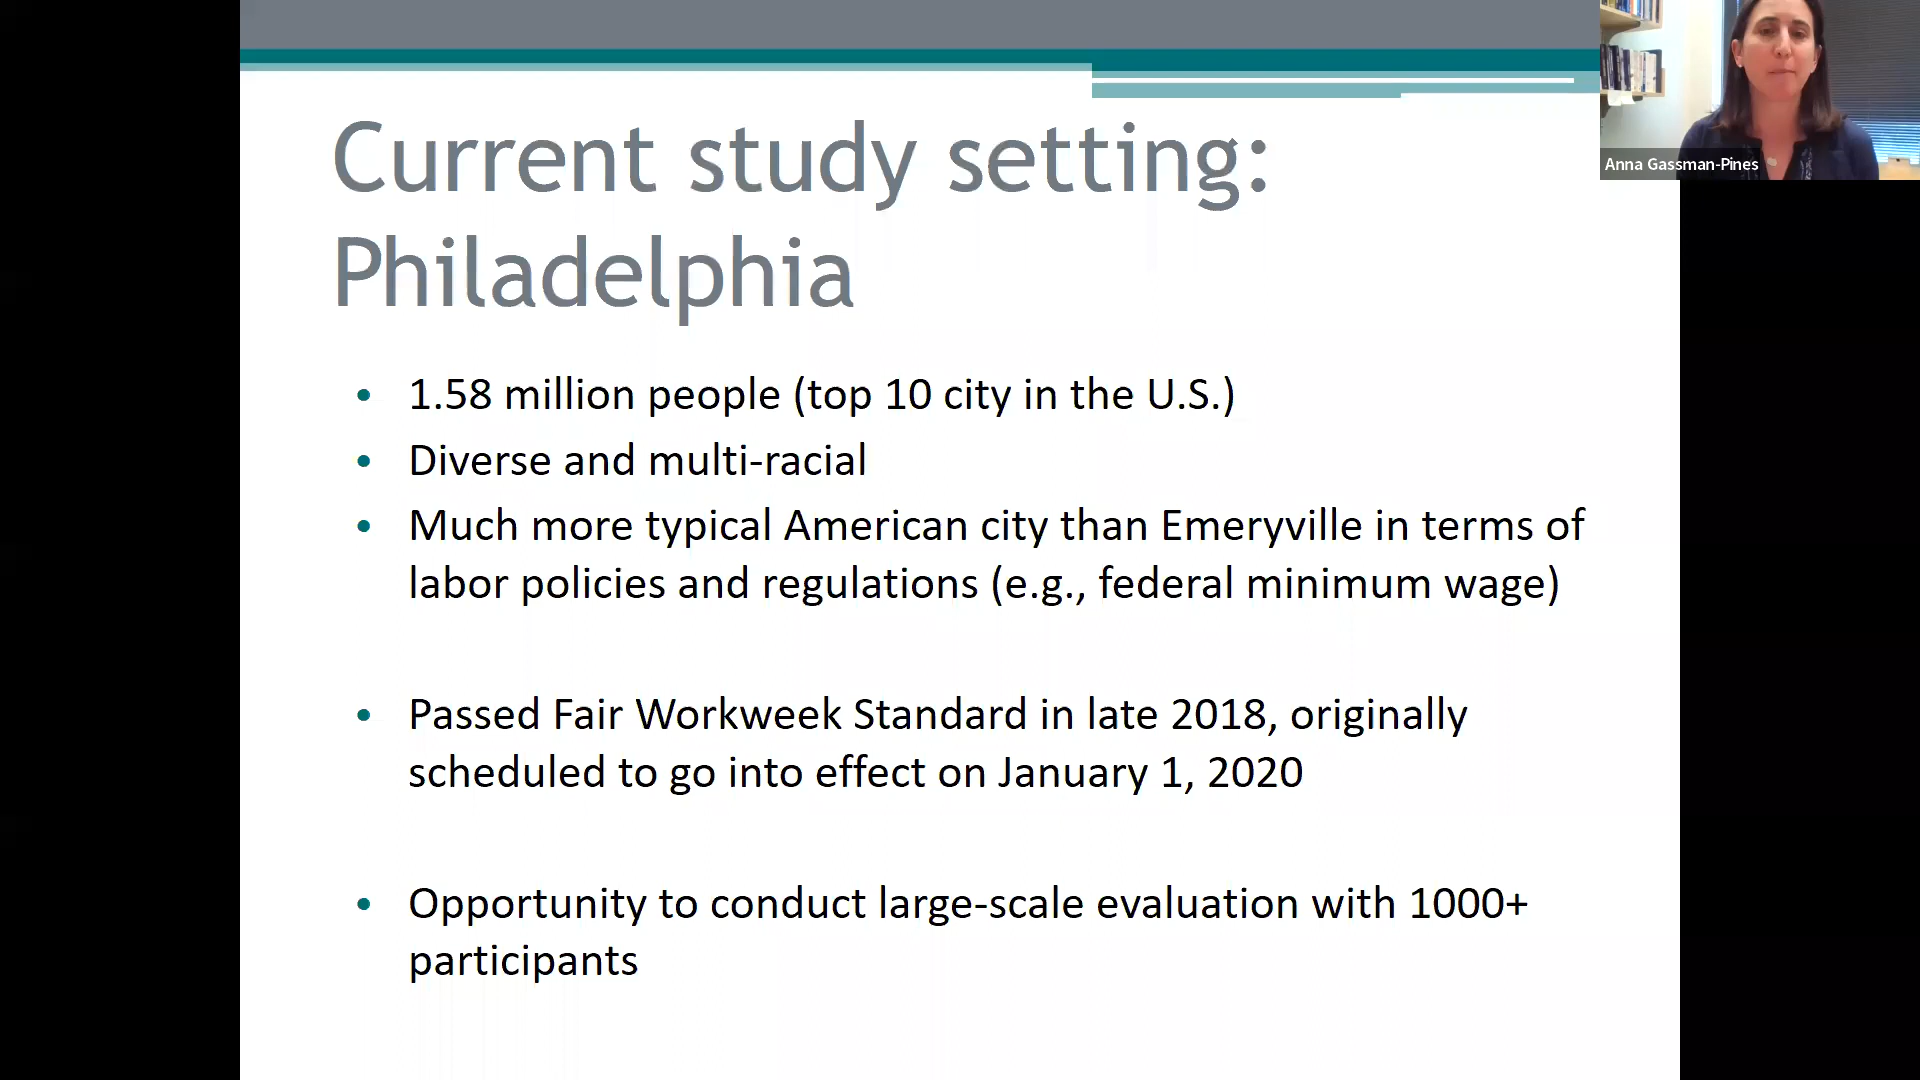 Current study setting:
Philadelphia
• 1.58 million people (top 10 city in the U.S.)
• Diverse and multi-racial
• Much more typical American city than Emeryville in terms of
labor policies and regulations (e.g., federal minimum wage)
• Passed Fair Workweek Standard in late 2018, originally
scheduled to go into effect on January 1, 2020
• Opportunity to conduct large-scale evaluation with 1000+
participants
Anna Gassman-Pines